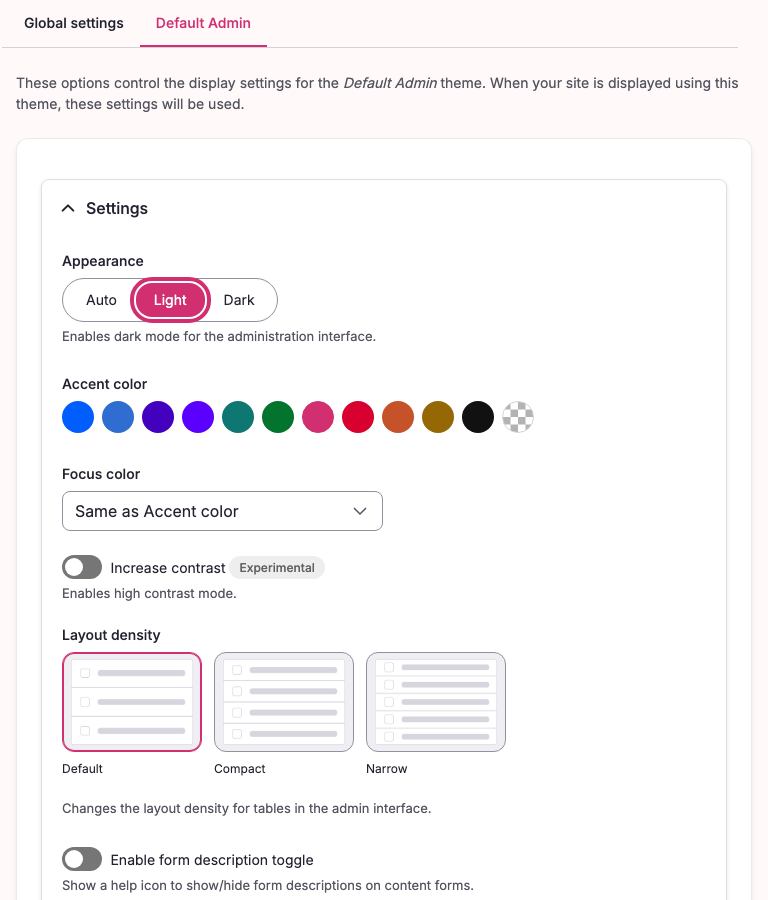 Global settings
Default Admin
These options control the display settings for the Default Admin theme. When your site is displayed using this
theme, these settings will be used.
Settings
Appearance
Auto
Light
Dark
Enables dark mode for the administration interface.
Accent color
Focus color
Same as Accent color
Increase contrast
Experimental
Enables high contrast mode.
Layout density
Default
Compact
Narrow
Changes the layout density for tables in the admin interface.
Enable form description toggle
Show a help icon to show/hide form descriptions on content forms.